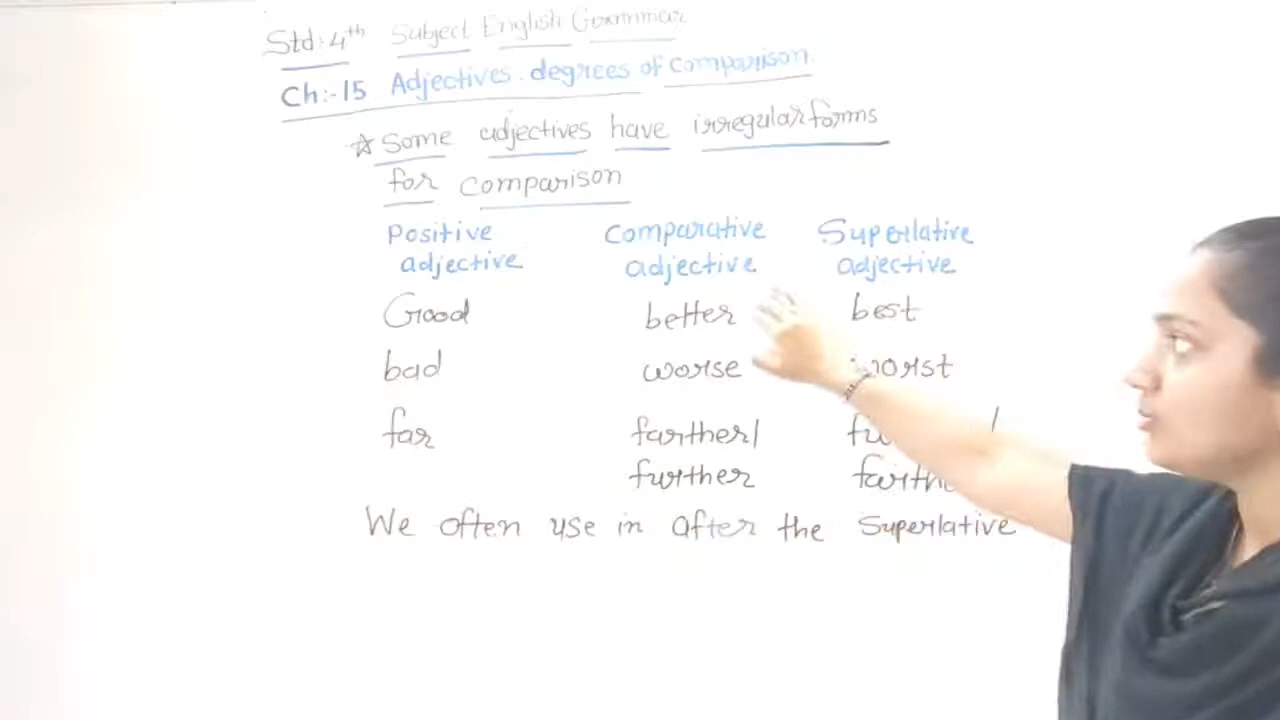 Std:4th Subject English Grammar
Ch:-15 Adjectives. degrees of comparison.
☆ Some adjectives have irregular forms
for comparison
Positive adjective Comparative adjective Superlative adjective
Good better best
bad worse worst
far farther/
further
We often use in after the Superlative